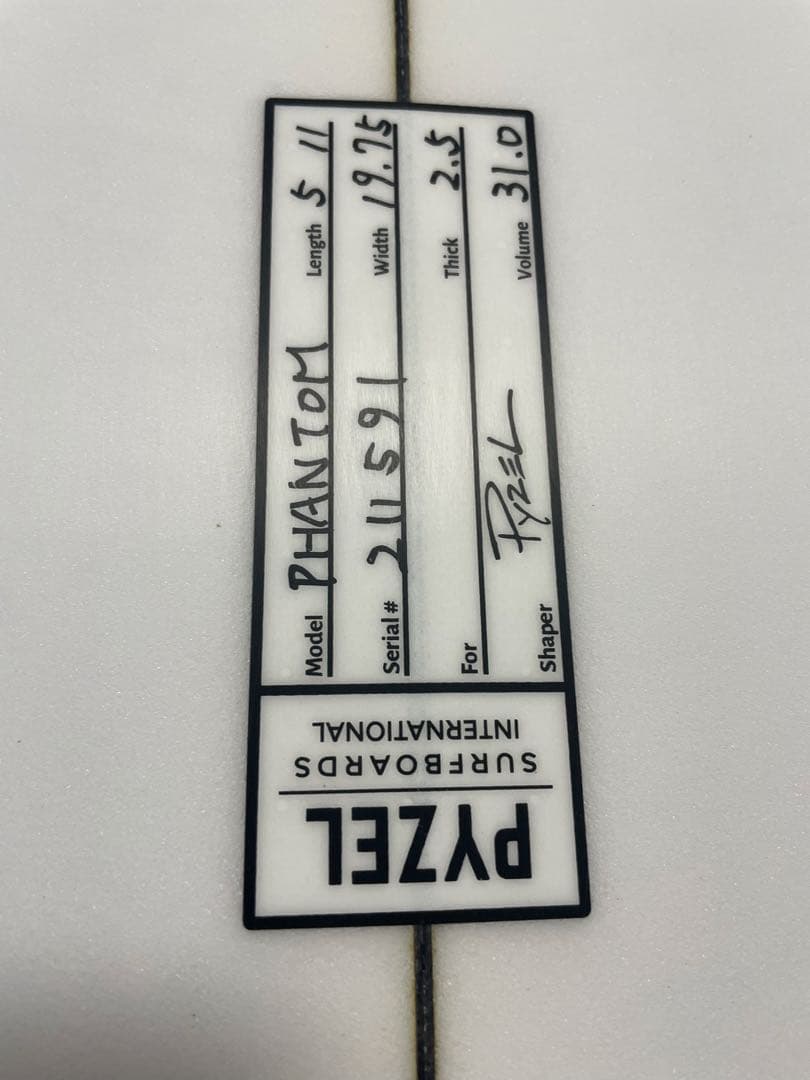 PYZEL
SURFBOARDS
INTERNATIONAL
Model PHANTOM Length 5 11
Serial # 211591 Width 19.75
For Thick 2.5
Shaper PYZEL Volume 31.0